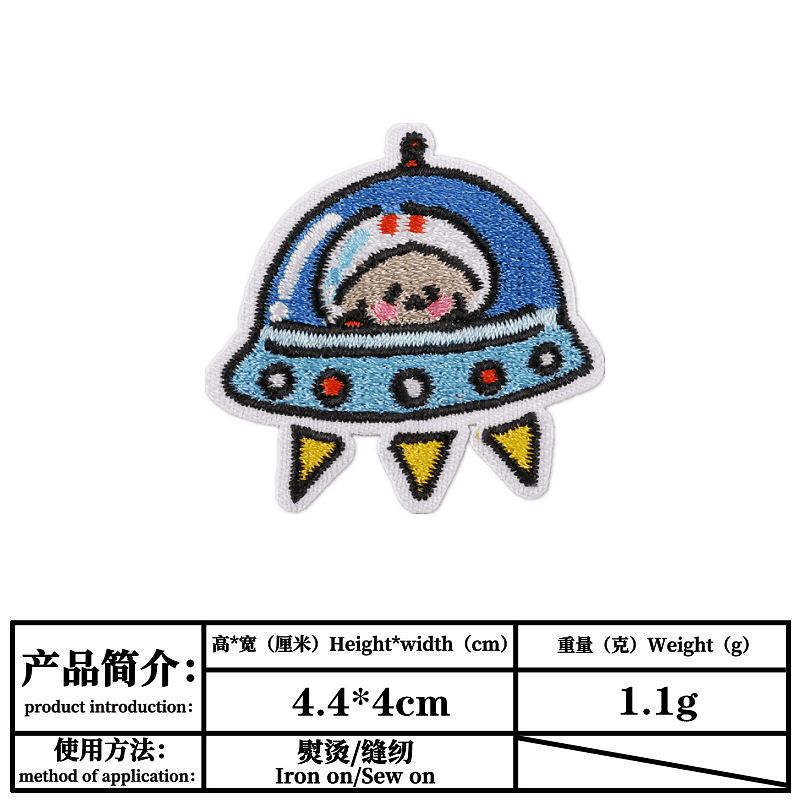 产品简介：
product introduction：
高*宽（厘米）Height*width（cm）
重量（克）Weight（g）
4.4*4cm
1.1g
使用方法：
method of application：
熨烫/缝纫
Iron on/Sew on